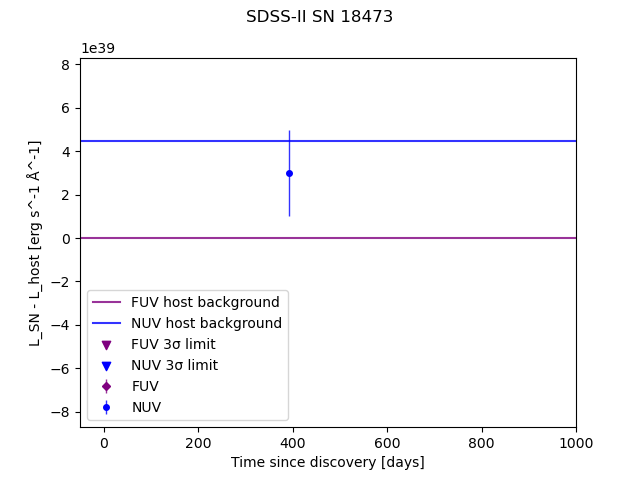 SDSS-II SN 18473
1e39
8
6
4
2
0
−2
−4
−6
−8
L_SN - L_host [erg s^-1 Å^-1]
FUV host background
NUV host background
FUV 3σ limit
NUV 3σ limit
FUV
NUV
0 200 400 600 800 1000
Time since discovery [days]